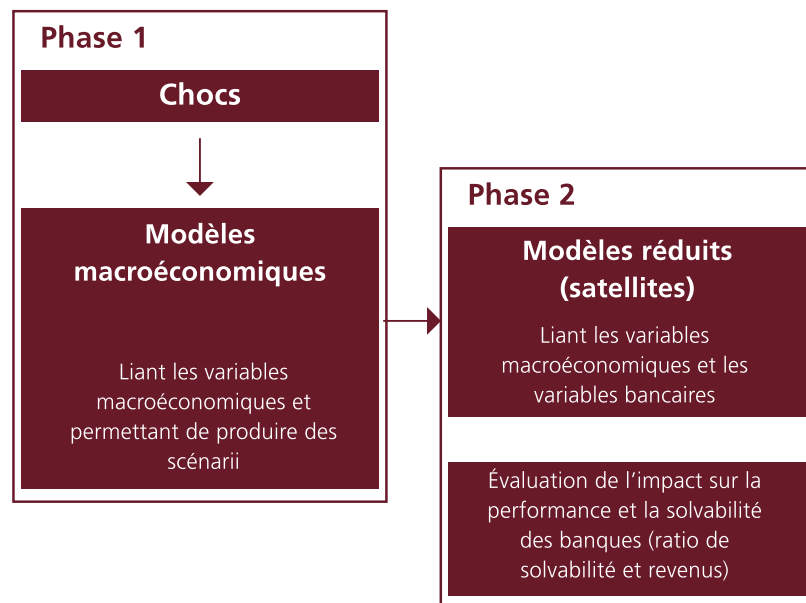 Phase 1
Chocs
Modèles
macroéconomiques
Liant les variables
macroéconomiques et
permettant de produire des
scénarii
Phase 2
Modèles réduits
(satellites)
Liant les variables
macroéconomiques et les
variables bancaires
Évaluation de l’impact sur la
performance et la solvabilité
des banques (ratio de
solvabilité et revenus)